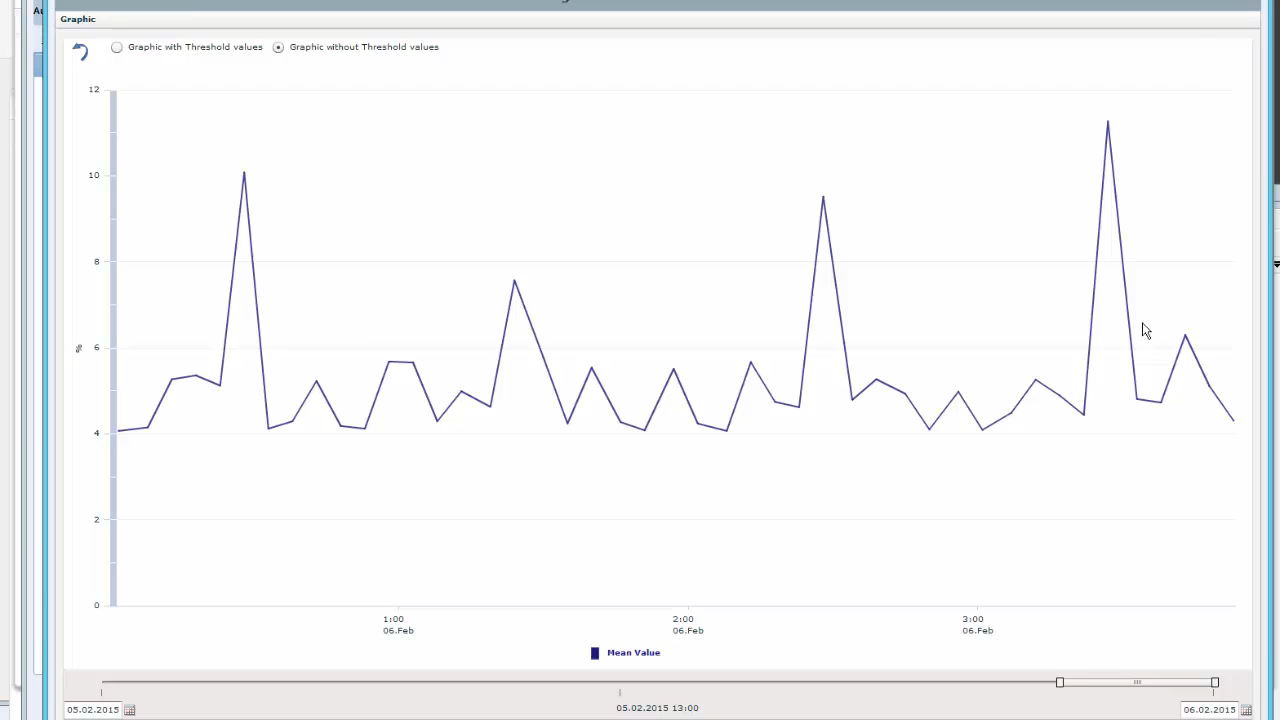 Graphic
Graphic with Threshold values
Graphic without Threshold values
12
10
8
6
%
4
2
0
1:00
06.Feb
2:00
06.Feb
3:00
06.Feb
Mean Value
05.02.2015
05.02.2015 13:00
06.02.2015